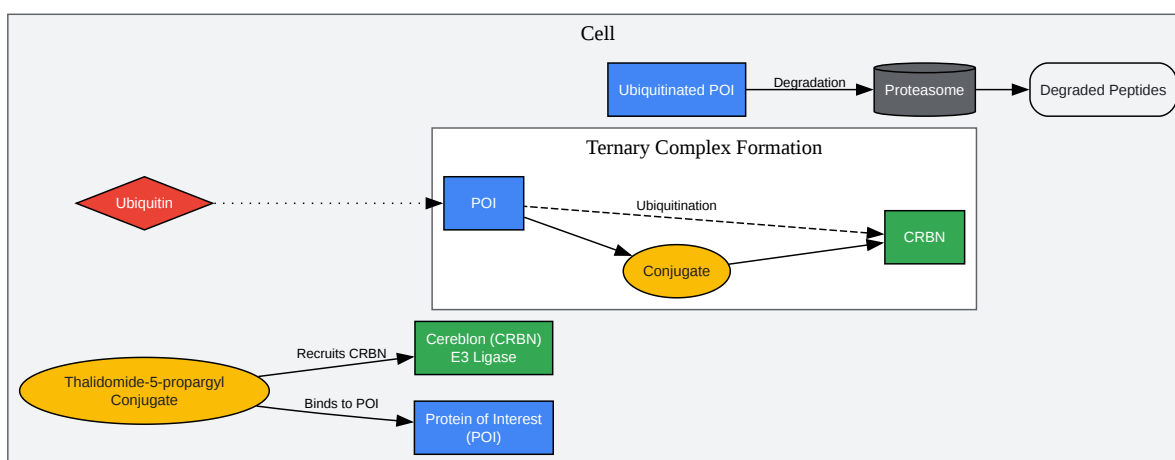 Cell
Ubiquitinated POI
Degradation
Proteasome
Degraded Peptides
Ternary Complex Formation
Ubiquitin
POI
Ubiquitination
CRBN
Conjugate
Cereblon (CRBN)
E3 Ligase
Recruits CRBN
Thalidomide-5-propargyl
Conjugate
Binds to POI
Protein of Interest
(POI)